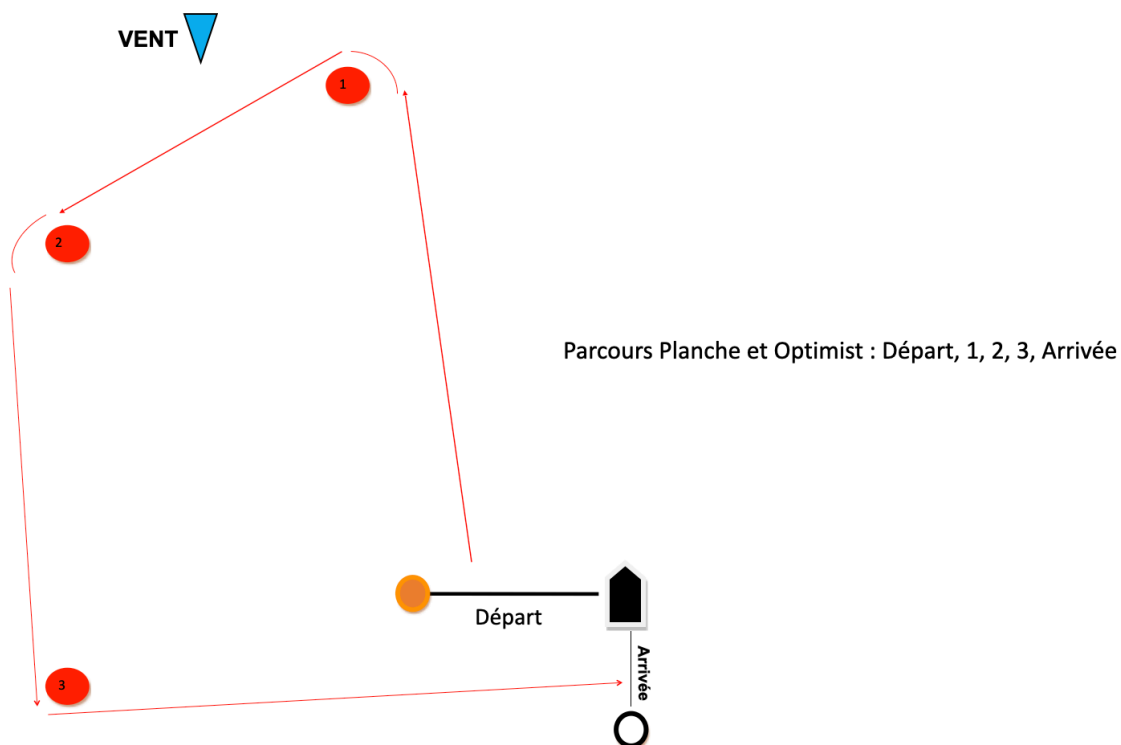 VENT
1
2
Parcours Planche et Optimist : Départ, 1, 2, 3, Arrivée
Départ
Arrivée
3